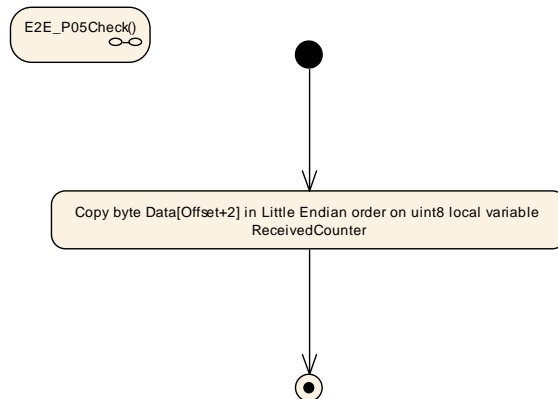 E2E_P05Check()
Copy byte Data[Offset+2] in Little Endian order on uint8 local variable
ReceivedCounter